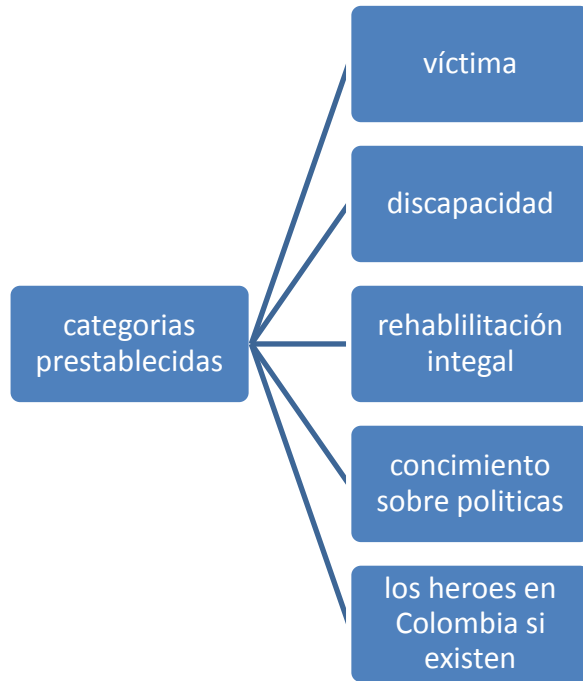 víctima
discapacidad
categorias
prestablecidas
rehablilitación
integal
concimiento
sobre politicas
los heroes en
Colombia si
existen